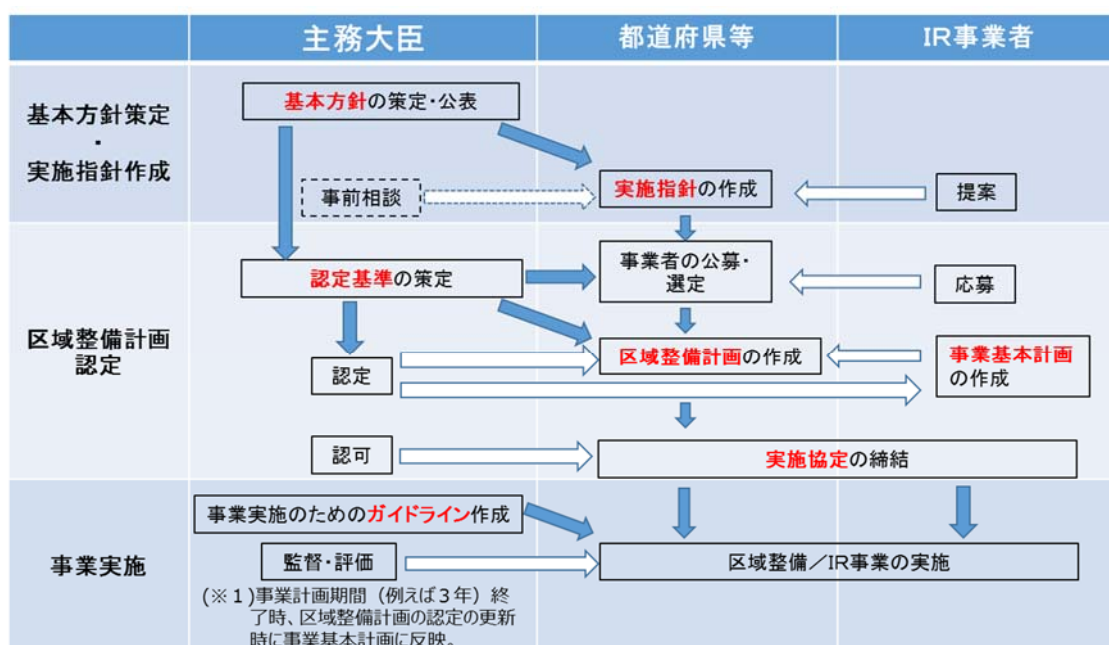 主務大臣
都道府県等
IR事業者
基本方針策定
・
実施指針作成
基本方針の策定・公表
事前相談
実施指針の作成
提案
区域整備計画
認定
認定基準の策定
事業者の公募・
選定
応募
認定
区域整備計画の作成
事業基本計画
の作成
認可
実施協定の締結
事業実施
事業実施のためのガイドライン作成
監督・評価
区域整備／IR事業の実施
(※１)事業計画期間（例えば３年）終
了時、区域整備計画の認定の更新
時に事業基本計画に反映。